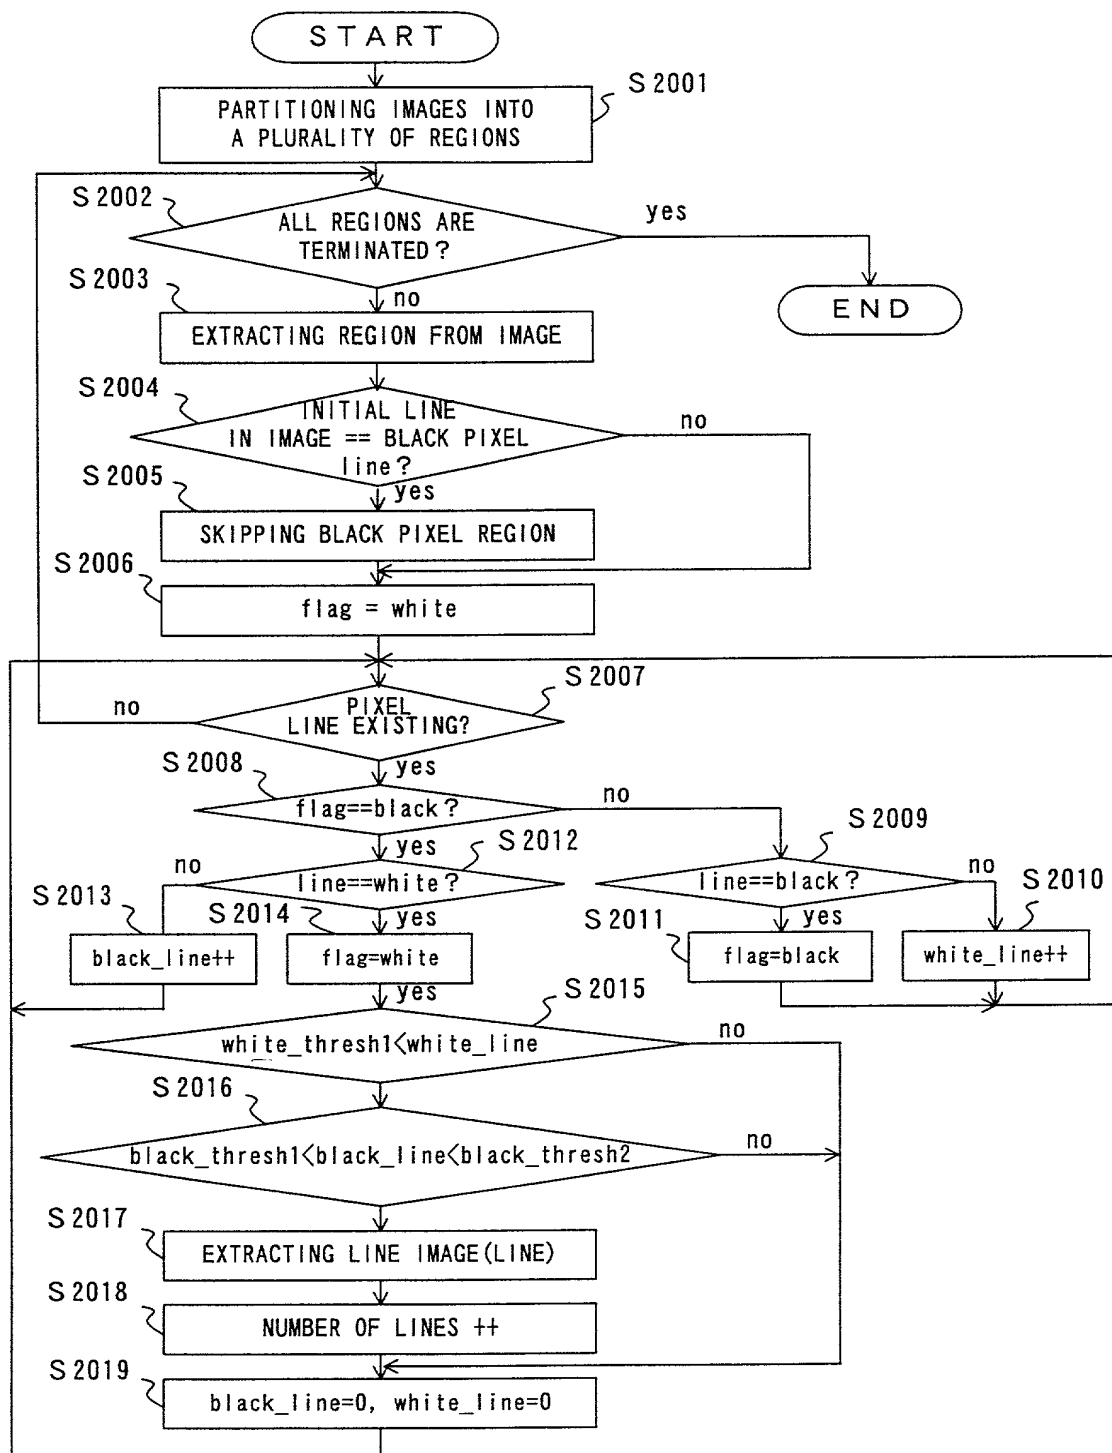 START
S2001
PARTITIONING IMAGES INTO
A PLURALITY OF REGIONS
S2002
ALL REGIONS ARE
TERMINATED?
yes
END
S2003
no
EXTRACTING REGION FROM IMAGE
S2004
INITIAL LINE
IN IMAGE == BLACK PIXEL
line?
no
S2005
yes
SKIPPING BLACK PIXEL REGION
S2006
flag = white
S2007
PIXEL
LINE EXISTING?
no
S2008
yes
flag==black?
no
S2012
yes
S2009
no
line==white?
line==black?
no
S2010
S2013
S2014
yes
S2011
yes
black_line++
flag=white
flag=black
white_line++
yes
S2015
white_thresh1<white_line
no
S2016
black_thresh1<black_line<black_thresh2
no
S2017
EXTRACTING LINE IMAGE(LINE)
S2018
NUMBER OF LINES ++
S2019
black_line=0, white_line=0